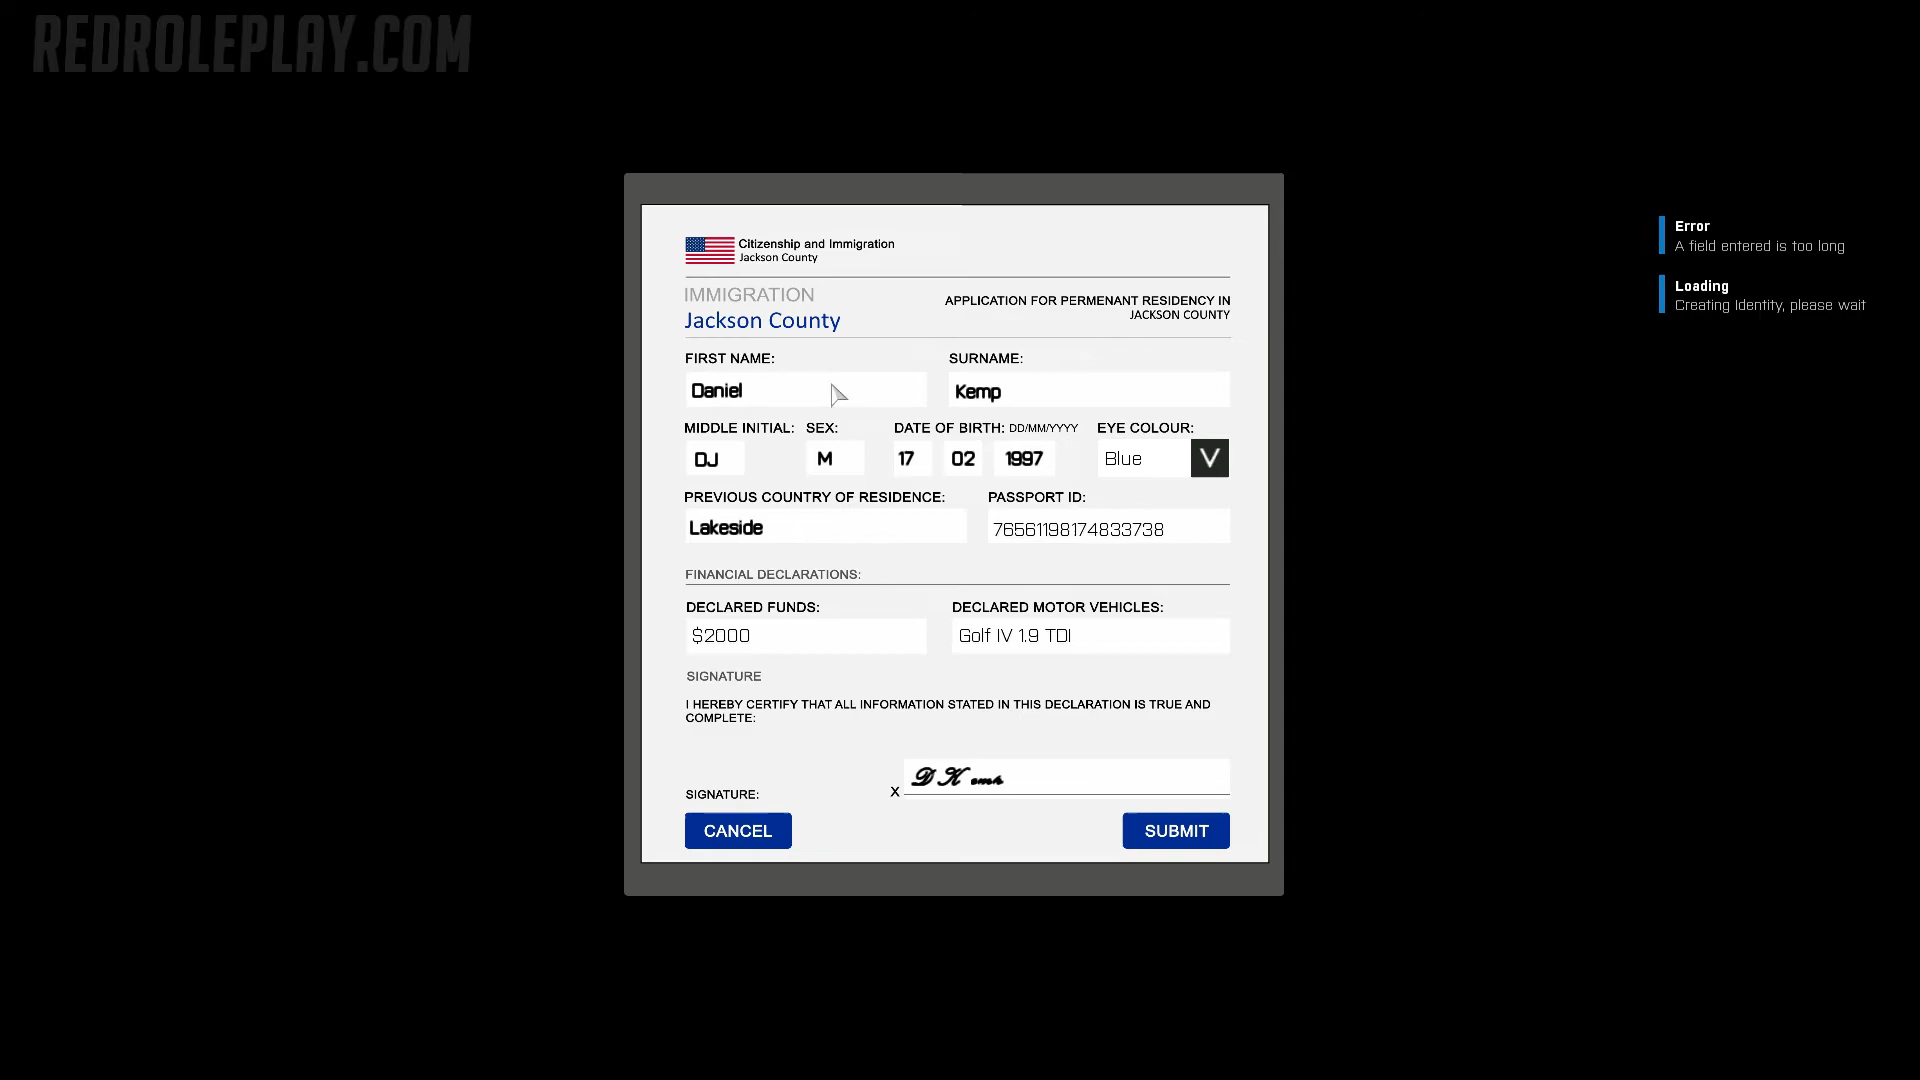 REDROLEPLAY.COM
Error
A field entered is too long
Loading
Creating Identity, please wait
Citizenship and Immigration
Jackson County
IMMIGRATION
Jackson County
APPLICATION FOR PERMENANT RESIDENCY IN
JACKSON COUNTY
FIRST NAME: SURNAME:
Daniel Kemp
MIDDLE INITIAL: SEX: DATE OF BIRTH: DD/MM/YYYY EYE COLOUR:
DJ M 17 02 1997 Blue V
PREVIOUS COUNTRY OF RESIDENCE: PASSPORT ID:
Lakeside 76561198174833738
FINANCIAL DECLARATIONS:
DECLARED FUNDS: DECLARED MOTOR VEHICLES:
$2000 Golf IV 1.9 TDI
SIGNATURE
I HEREBY CERTIFY THAT ALL INFORMATION STATED IN THIS DECLARATION IS TRUE AND
COMPLETE:
D Kemp
SIGNATURE: X
CANCEL SUBMIT